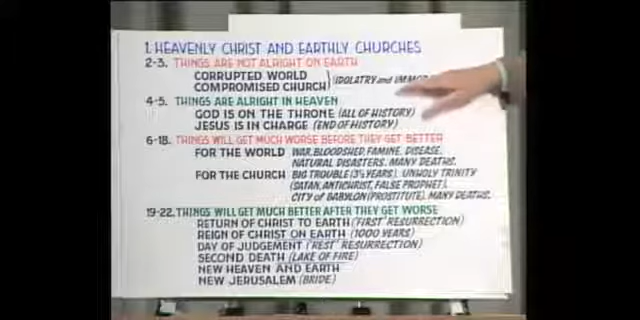 1. HEAVENLY CHRIST AND EARTHLY CHURCHES
2-3. THINGS ARE NOT ALRIGHT ON EARTH
CORRUPTED WORLD
COMPROMISED CHURCH } IDOLATRY and
4-5. THINGS ARE ALRIGHT IN HEAVEN
GOD IS ON THE THRONE (ALL OF HISTORY)
JESUS IS IN CHARGE (END OF HISTORY)
6-18. THINGS WILL GET MUCH WORSE BEFORE THEY GET BETTER
FOR THE WORLD WAR, BLOODSHED, FAMINE, DISEASE,
NATURAL DISASTERS, MANY DEATHS.
FOR THE CHURCH BIG TROUBLE (3½ YEARS). UNHOLY TRINITY
(SATAN, ANTICHRIST, FALSE PROPHET).
CITY of BABYLON (PROSTITUTE). MANY DEATHS.
19-22. THINGS WILL GET MUCH BETTER AFTER THEY GET WORSE
RETURN OF CHRIST TO EARTH ('FIRST' RESURRECTION)
REIGN OF CHRIST ON EARTH (1000 YEARS)
DAY OF JUDGEMENT ('REST' RESURRECTION)
SECOND DEATH (LAKE OF FIRE)
NEW HEAVEN AND EARTH
NEW JERUSALEM (BRIDE)